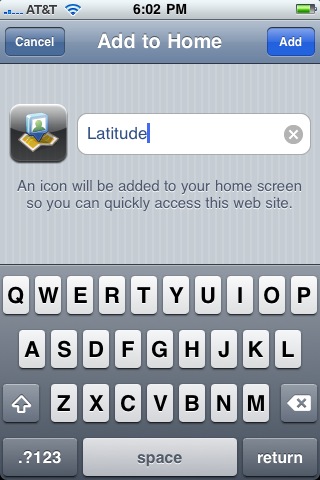 AT&T 6:02 PM
Cancel Add to Home Add
Latitude
An icon will be added to your home screen
so you can quickly access this web site.
Q W E R T Y U I O P
A S D F G H J K L
Z X C V B N M
.?123 space return